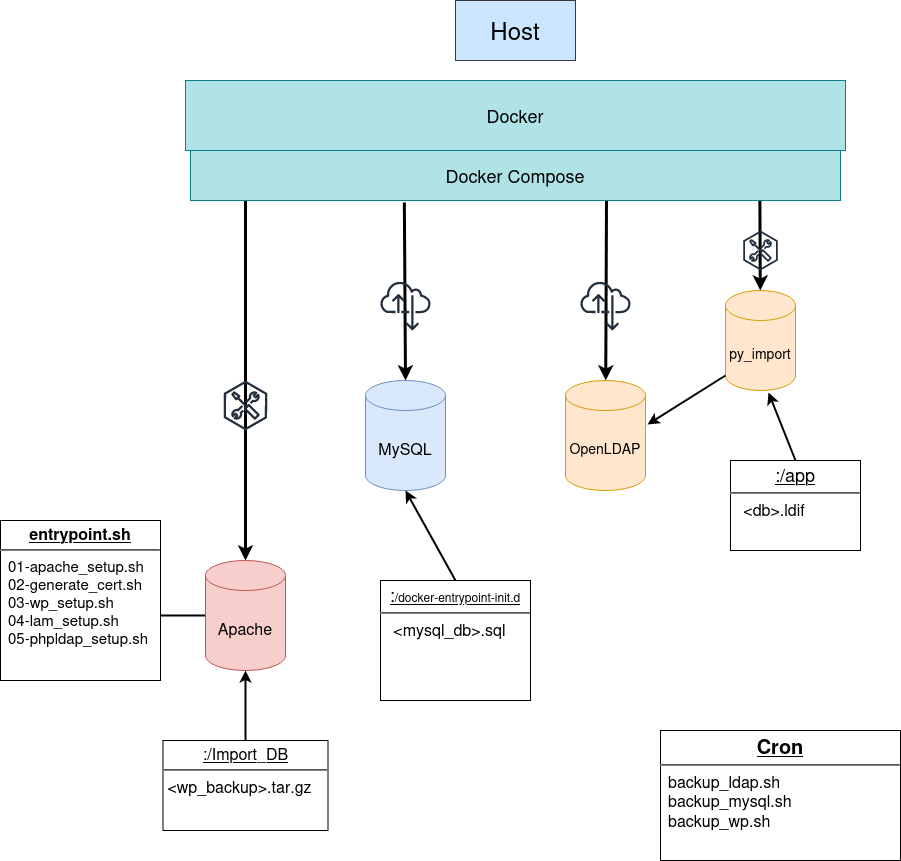 Host
Docker
Docker Compose
py_import
MySQL
OpenLDAP
:/app
<db>.ldif
entrypoint.sh
01-apache_setup.sh
02-generate_cert.sh
03-wp_setup.sh
04-lam_setup.sh
05-phpldap_setup.sh
Apache
:/docker-entrypoint-init.d
<mysql_db>.sql
:/Import_DB
<wp_backup>.tar.gz
Cron
backup_ldap.sh
backup_mysql.sh
backup_wp.sh